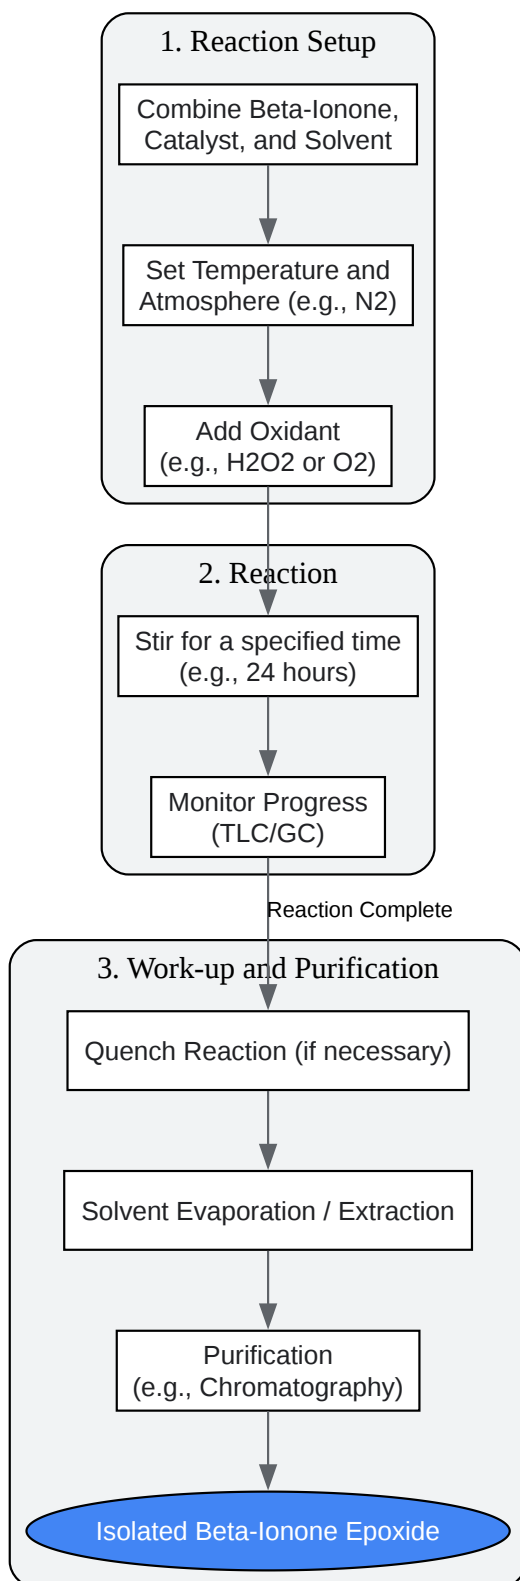 1. Reaction Setup
Combine Beta-Ionone,
Catalyst, and Solvent
Set Temperature and
Atmosphere (e.g., N2)
Add Oxidant
(e.g., H2O2 or O2)
2. Reaction
Stir for a specified time
(e.g., 24 hours)
Monitor Progress
(TLC/GC)
Reaction Complete
3. Work-up and Purification
Quench Reaction (if necessary)
Solvent Evaporation / Extraction
Purification
(e.g., Chromatography)
Isolated Beta-Ionone Epoxide